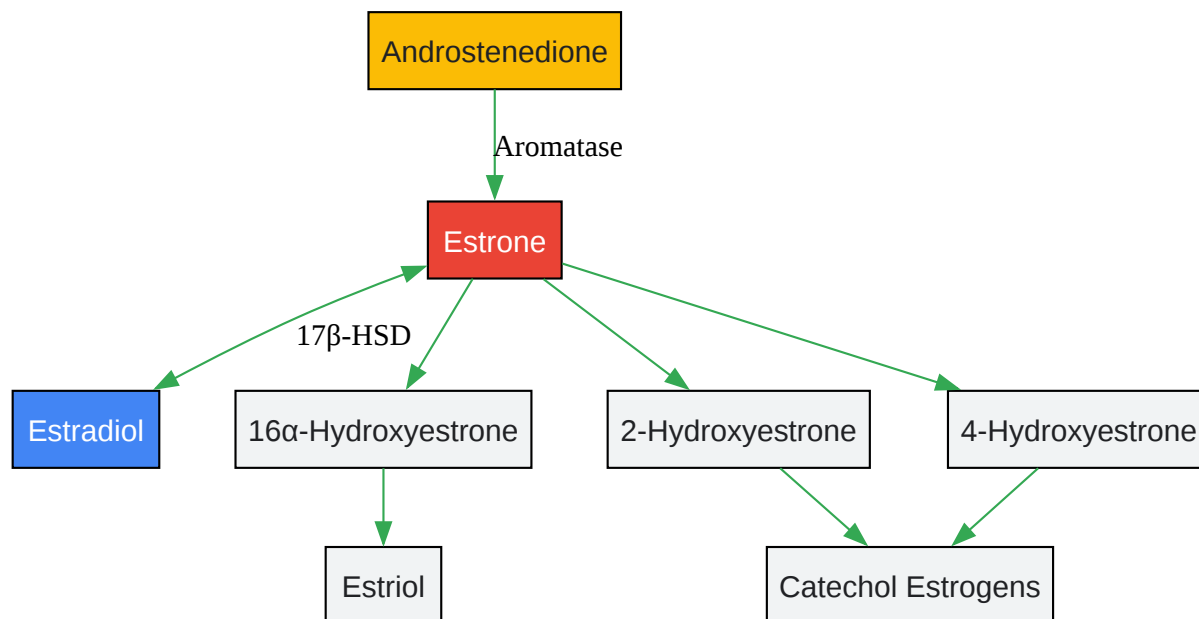 Androstenedione
Aromatase
Estrone
17β-HSD
Estradiol
16α-Hydroxyestrone
2-Hydroxyestrone
4-Hydroxyestrone
Estriol
Catechol Estrogens